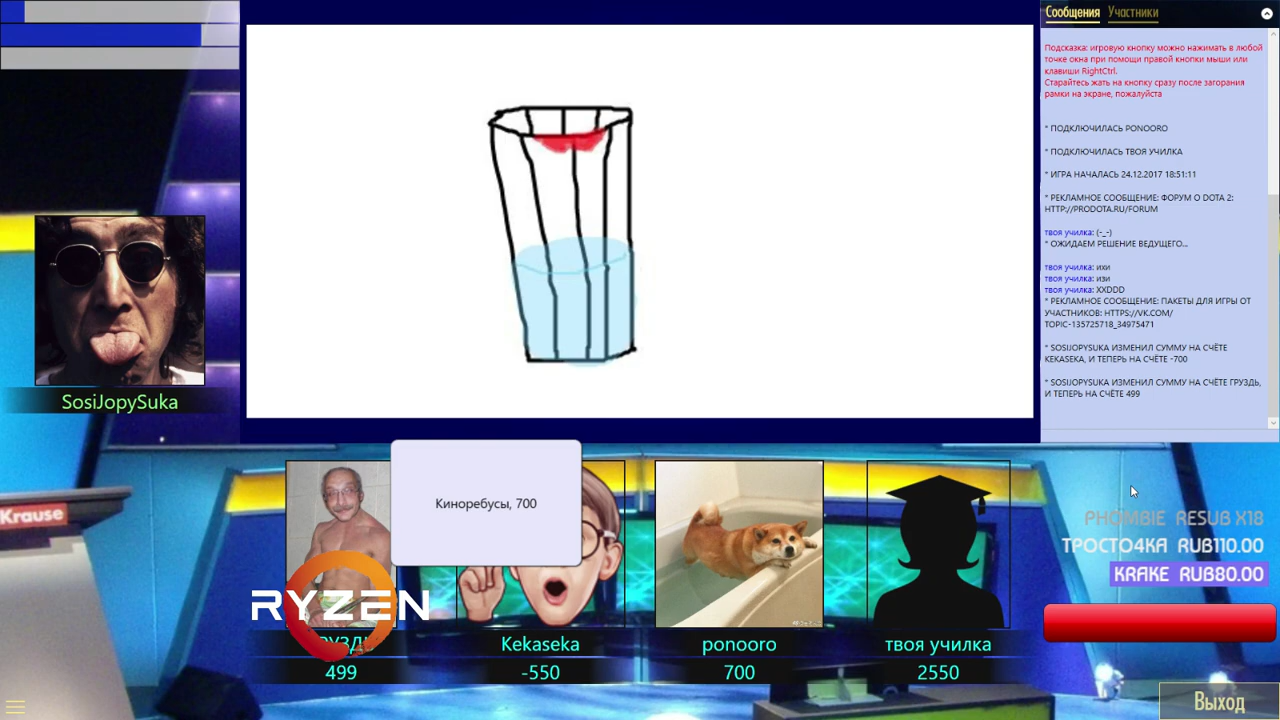 Сообщения Участники
Подсказка: игровую кнопку можно нажимать в любой
точке окна при помощи правой кнопки мыши или
клавиши RightCtrl.
Старайтесь жать на кнопку сразу после загорания
рамки на экране, пожалуйста
* ПОДКЛЮЧИЛАСЬ PONOORO
* ПОДКЛЮЧИЛАСЬ ТВОЯ УЧИЛКА
* ИГРА НАЧАЛАСЬ 24.12.2017 18:51:11
* РЕКЛАМНОЕ СООБЩЕНИЕ: ФОРУМ О DOTA 2:
HTTP://PRODOTA.RU/FORUM
твоя училка: (-_-)
* ОЖИДАЕМ РЕШЕНИЕ ВЕДУЩЕГО...
твоя училка: ихи
твоя училка: изи
твоя училка: XXDDD
* РЕКЛАМНОЕ СООБЩЕНИЕ: ПАКЕТЫ ДЛЯ ИГРЫ ОТ
УЧАСТНИКОВ: HTTPS://VK.COM/
TOPIC-135725718_34975471
* SOSIJOPYSUKA ИЗМЕНИЛ СУММУ НА СЧЁТЕ
KEKASEKA, И ТЕПЕРЬ НА СЧЁТЕ -700
* SOSIJOPYSUKA ИЗМЕНИЛ СУММУ НА СЧЁТЕ ГРУЗДЬ,
И ТЕПЕРЬ НА СЧЁТЕ 499
SosiJopySuka
Киноребусы, 700
Krause
PHOMBIE RESUB X18
ТРОСТО4КА RUB110.00
KRAKE RUB80.00
RYZEN
Kekaseka
ponooro
твоя училка
499
-550
700
2550
Выход